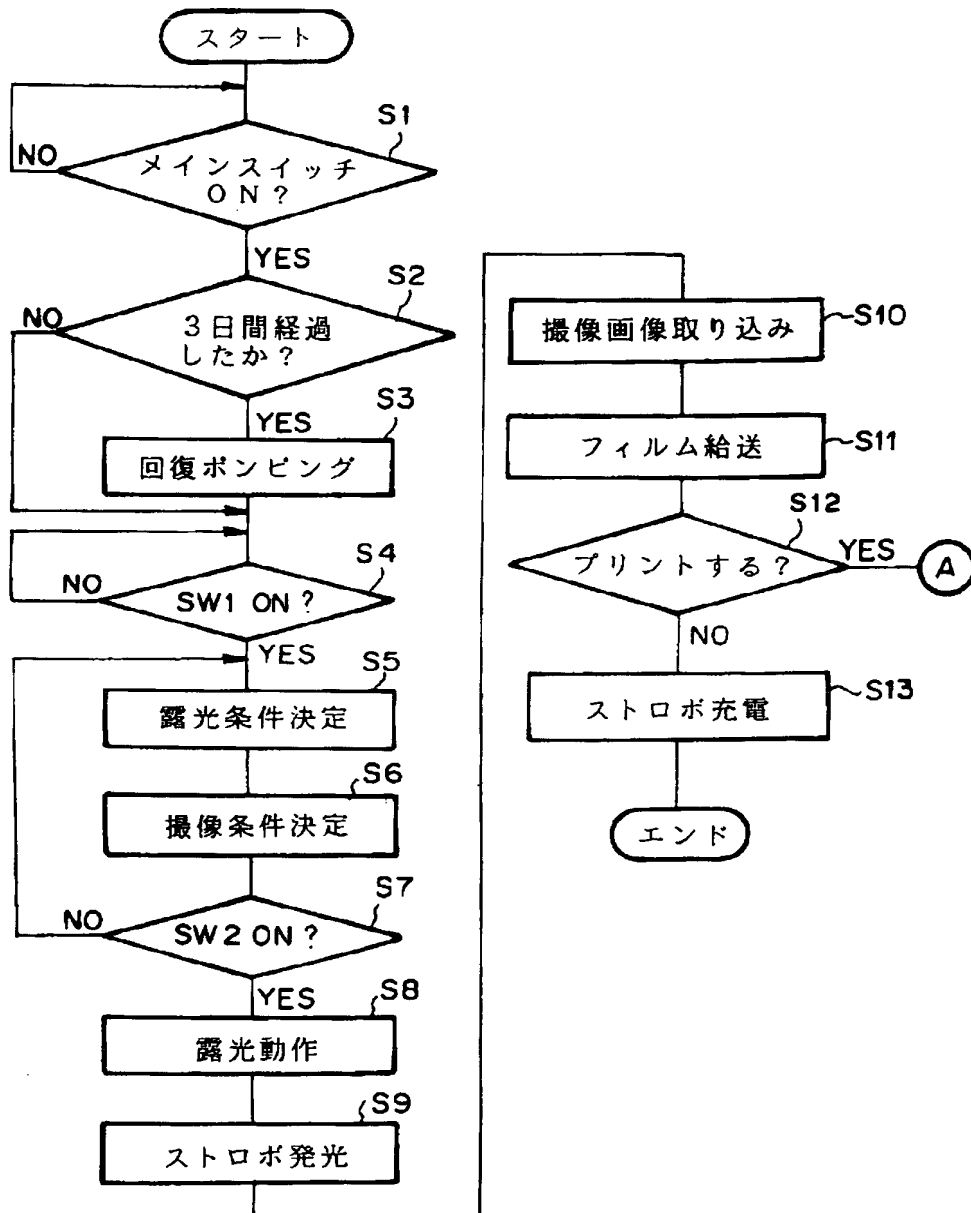 スタート
S1
NO
メインスイッチ
ON?
YES
S2
NO
3日間経過
したか?
YES
S3
回復ポンピング
S4
NO
SW1 ON?
YES
S5
露光条件決定
S6
撮像条件決定
S7
NO
SW2 ON?
YES
S8
露光動作
S9
ストロボ発光
撮像画像取り込み
S10
フィルム給送
S11
S12
プリントする?
YES
A
NO
ストロボ充電
S13
エンド